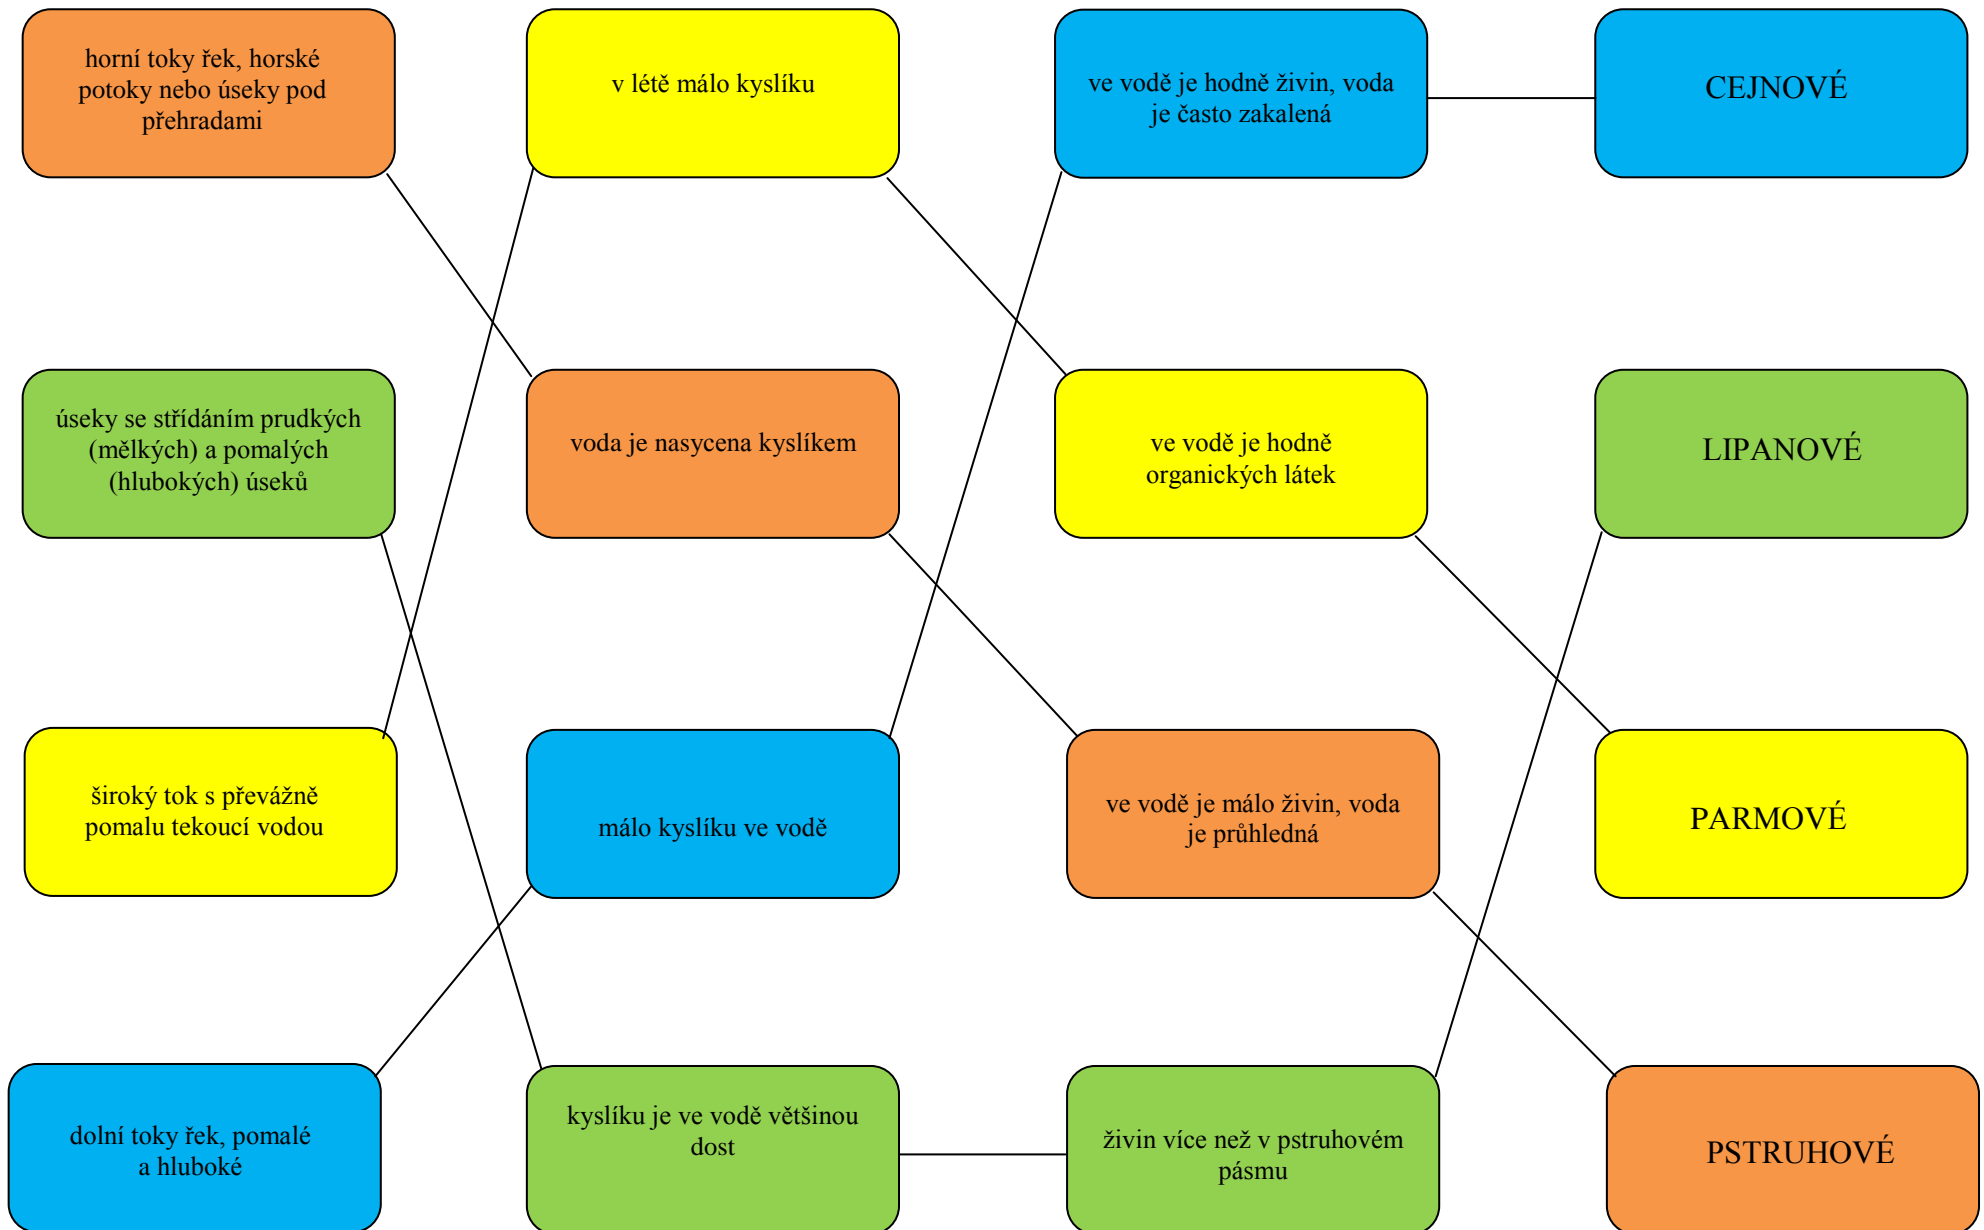 horní toky řek, horské
potoky nebo úseky pod
přehradami
v létě málo kyslíku
ve vodě je hodně živin, voda
je často zakalená
CEJNOVÉ
úseky se střídáním prudkých
(mělkých) a pomalých
(hlubokých) úseků
voda je nasycena kyslíkem
ve vodě je hodně
organických látek
LIPANOVÉ
široký tok s převážně
pomalu tekoucí vodou
málo kyslíku ve vodě
ve vodě je málo živin, voda
je průhledná
PARMOVÉ
dolní toky řek, pomalé
a hluboké
kyslíku je ve vodě většinou
dost
živin více než v pstruhovém
pásmu
PSTRUHOVÉ